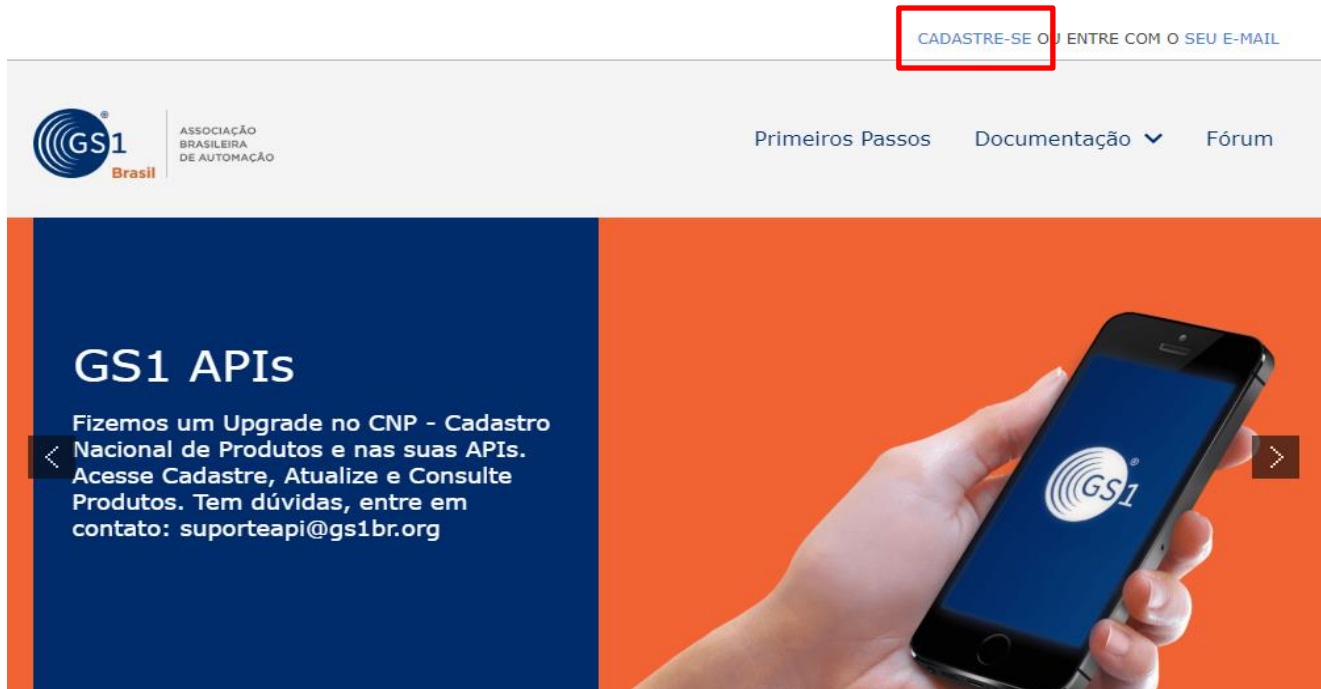 CADASTRE-SE OU ENTRE COM O SEU E-MAIL
GS1
Brasil
ASSOCIAÇÃO
BRASILEIRA
DE AUTOMAÇÃO
Primeiros Passos Documentação Fórum
GS1 APIs
Fizemos um Upgrade no CNP - Cadastro
Nacional de Produtos e nas suas APIs.
Acesse Cadastre, Atualize e Consulte
Produtos. Tem dúvidas, entre em
contato: suporteapi@gs1br.org
GS1